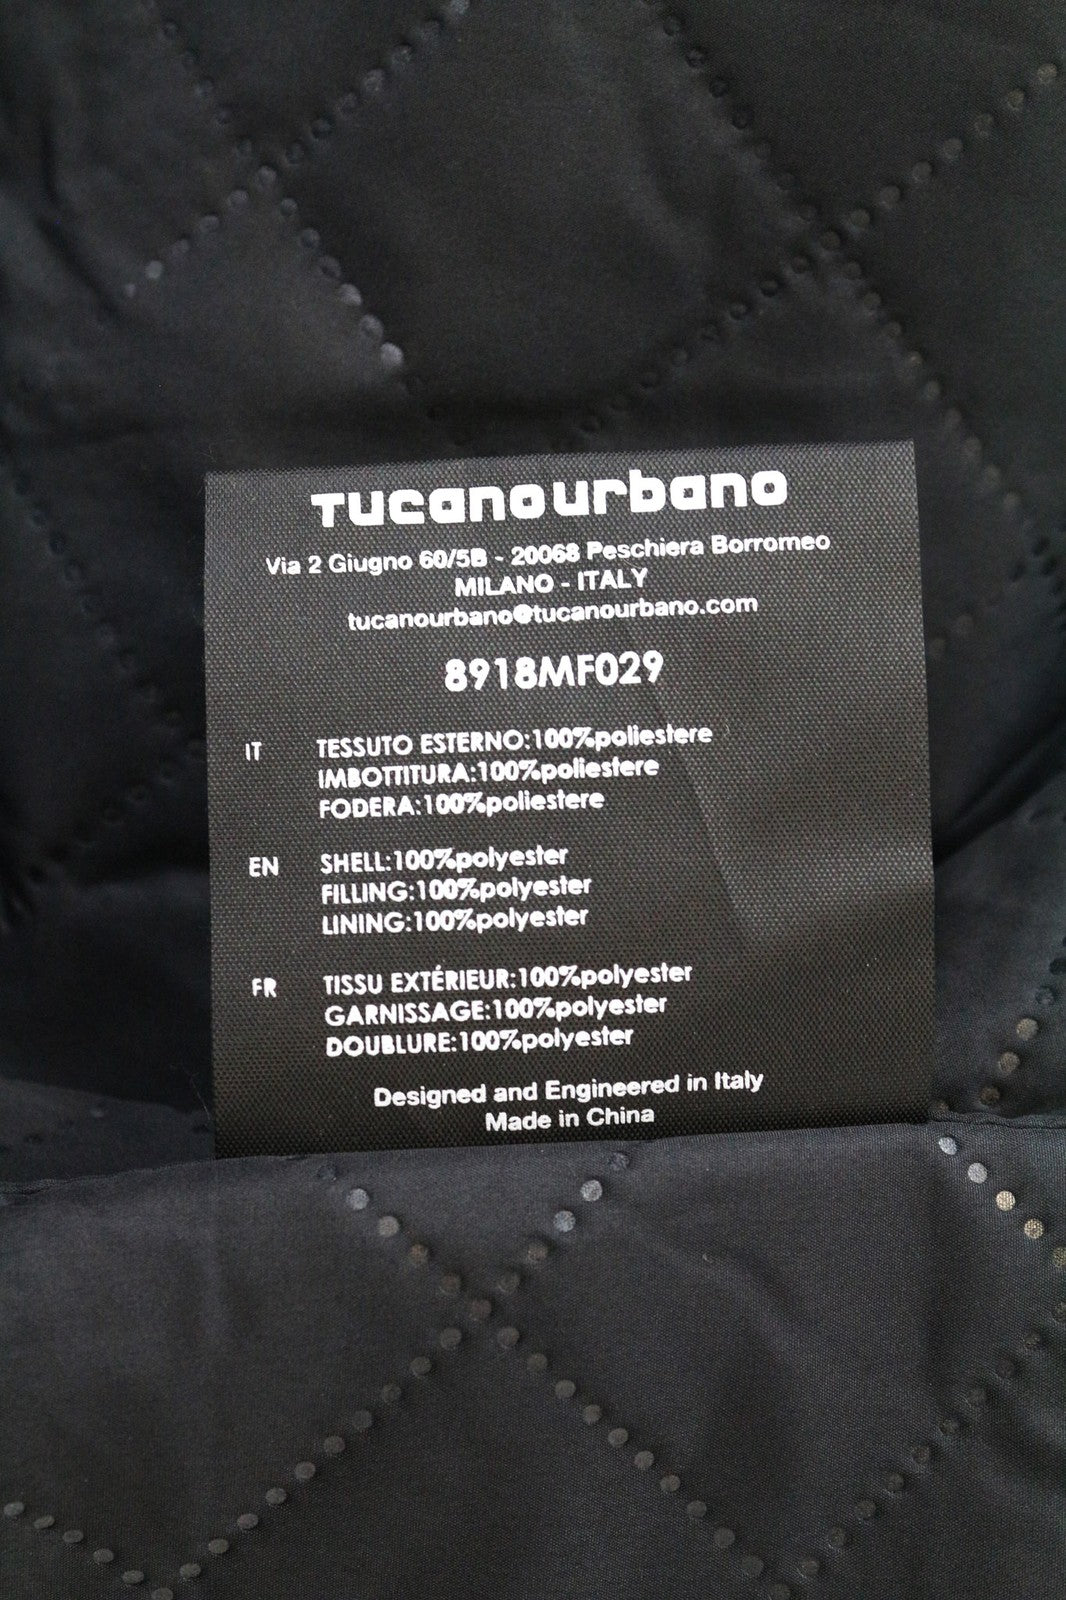 Tucanourbano
Via 2 Giugno 60/5B - 20068 Peschiera Borromeo
MILANO - ITALY
tucanourbano@tucanourbano.com
8918MF029
IT TESSUTO ESTERNO:100%poliestere
IMBOTTITURA:100%poliestere
FODERA:100%poliestere
EN SHELL:100%polyester
FILLING:100%polyester
LINING:100%polyester
FR TISSU EXTÉRIEUR:100%polyester
GARNISSAGE:100%polyester
DOUBLURE:100%polyester
Designed and Engineered in Italy
Made in China